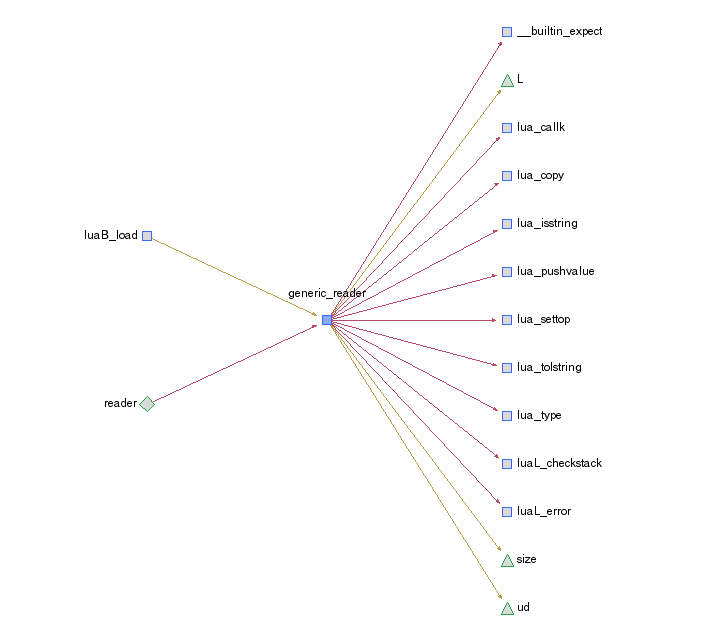 __builtin_expect
L
lua_callk
lua_copy
lua_isstring
luaB_load
lua_pushvalue
generic_reader
lua_settop
lua_tolstring
reader
lua_type
luaL_checkstack
luaL_error
size
ud